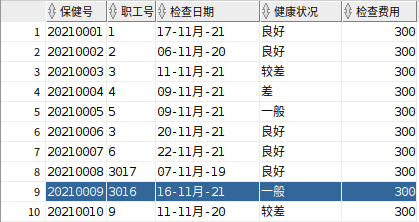 保健号 职工号 检查日期 健康状况 检查费用
1 20210001 1 17-11月-21 良好 300
2 20210002 2 06-11月-20 良好 300
3 20210003 3 11-11月-21 较差 300
4 20210004 4 09-11月-21 差 300
5 20210005 5 09-11月-21 一般 300
6 20210006 3 20-11月-21 良好 300
7 20210007 6 22-11月-21 良好 300
8 20210008 3017 07-11月-19 良好 300
9 20210009 3016 16-11月-21 一般 300
10 20210010 9 11-11月-20 较差 300